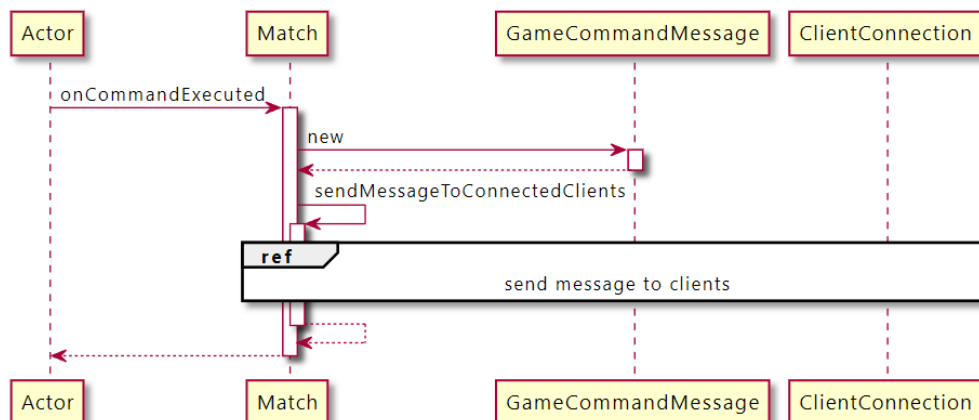 Actor
Match
GameCommandMessage
ClientConnection
onCommandExecuted
new
sendMessageToConnectedClients
ref
send message to clients
Actor
Match
GameCommandMessage
ClientConnection